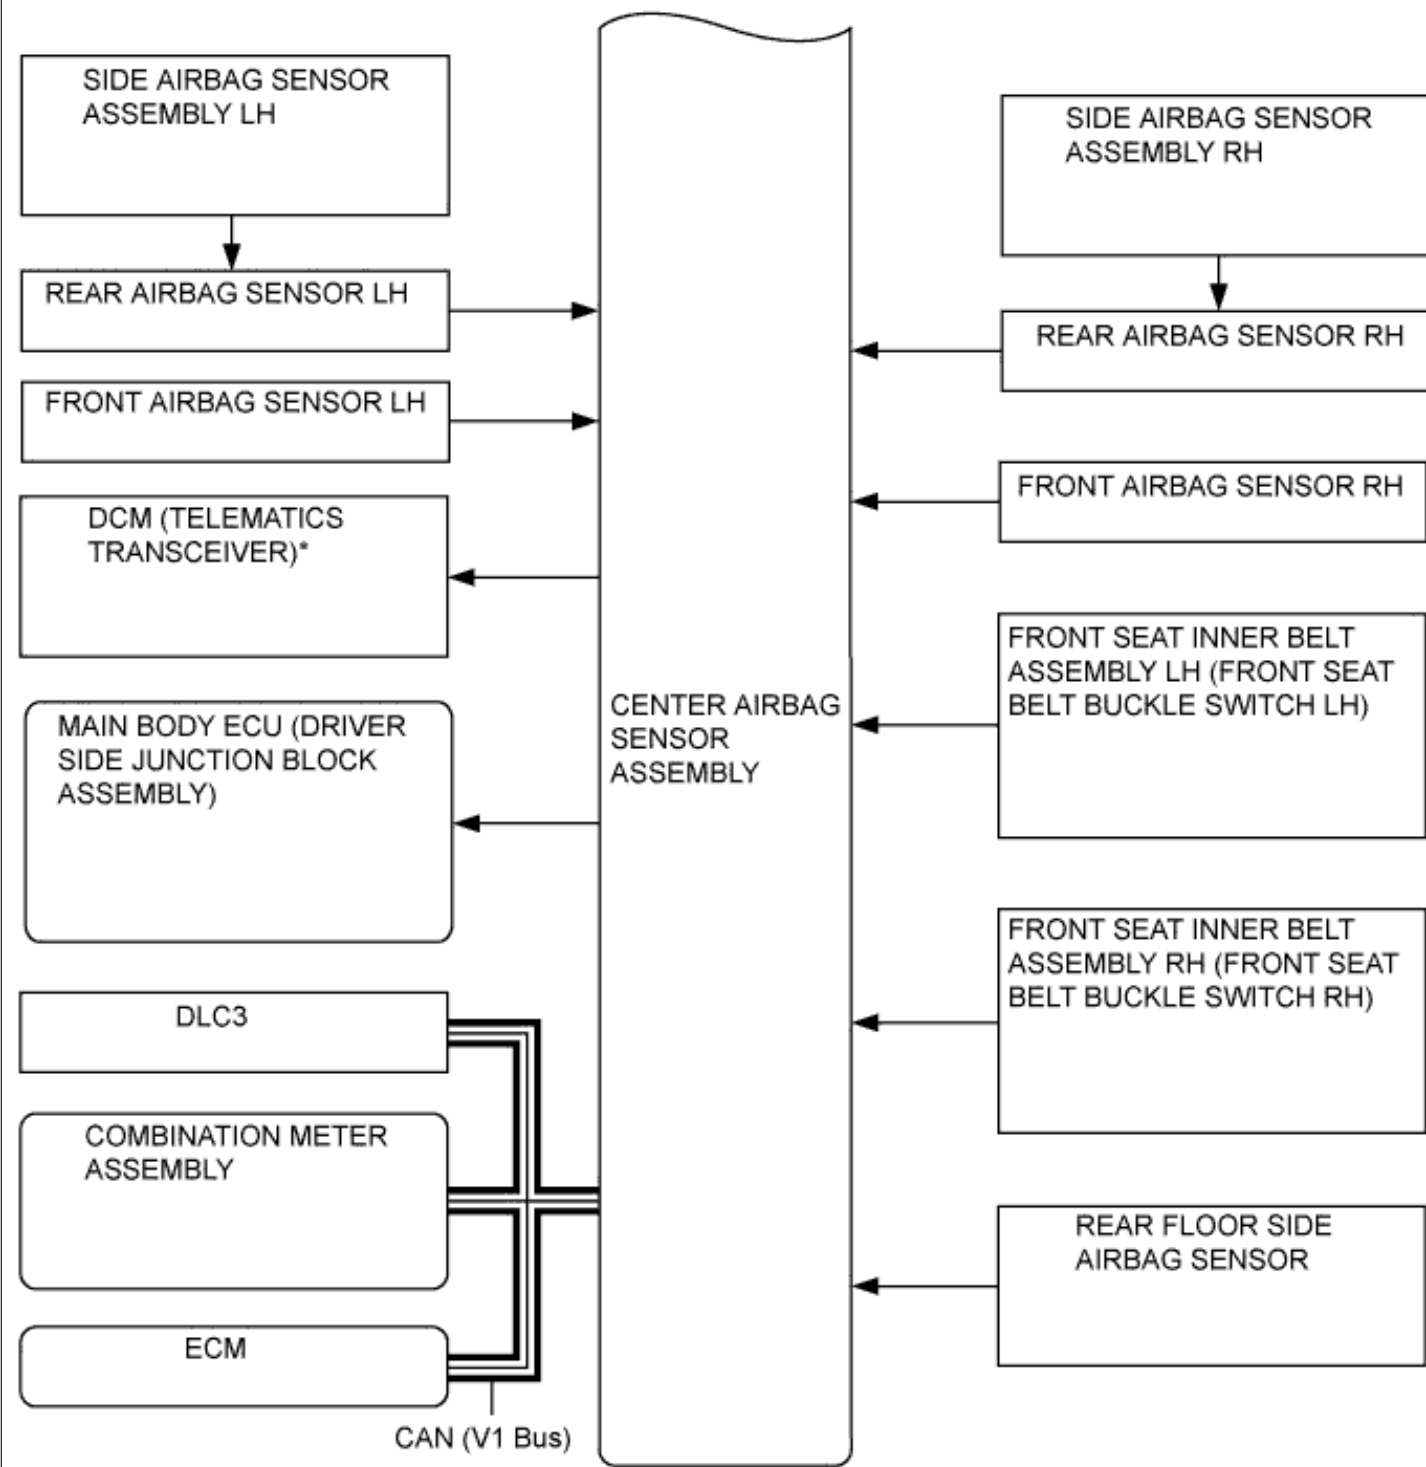 SIDE AIRBAG SENSOR
ASSEMBLY LH
REAR AIRBAG SENSOR LH
FRONT AIRBAG SENSOR LH
DCM (TELEMATICS
TRANSCEIVER)*
MAIN BODY ECU (DRIVER
SIDE JUNCTION BLOCK
ASSEMBLY)
DLC3
COMBINATION METER
ASSEMBLY
ECM
CAN (V1 Bus)
CENTER AIRBAG
SENSOR
ASSEMBLY
SIDE AIRBAG SENSOR
ASSEMBLY RH
REAR AIRBAG SENSOR RH
FRONT AIRBAG SENSOR RH
FRONT SEAT INNER BELT
ASSEMBLY LH (FRONT SEAT
BELT BUCKLE SWITCH LH)
FRONT SEAT INNER BELT
ASSEMBLY RH (FRONT SEAT
BELT BUCKLE SWITCH RH)
REAR FLOOR SIDE
AIRBAG SENSOR